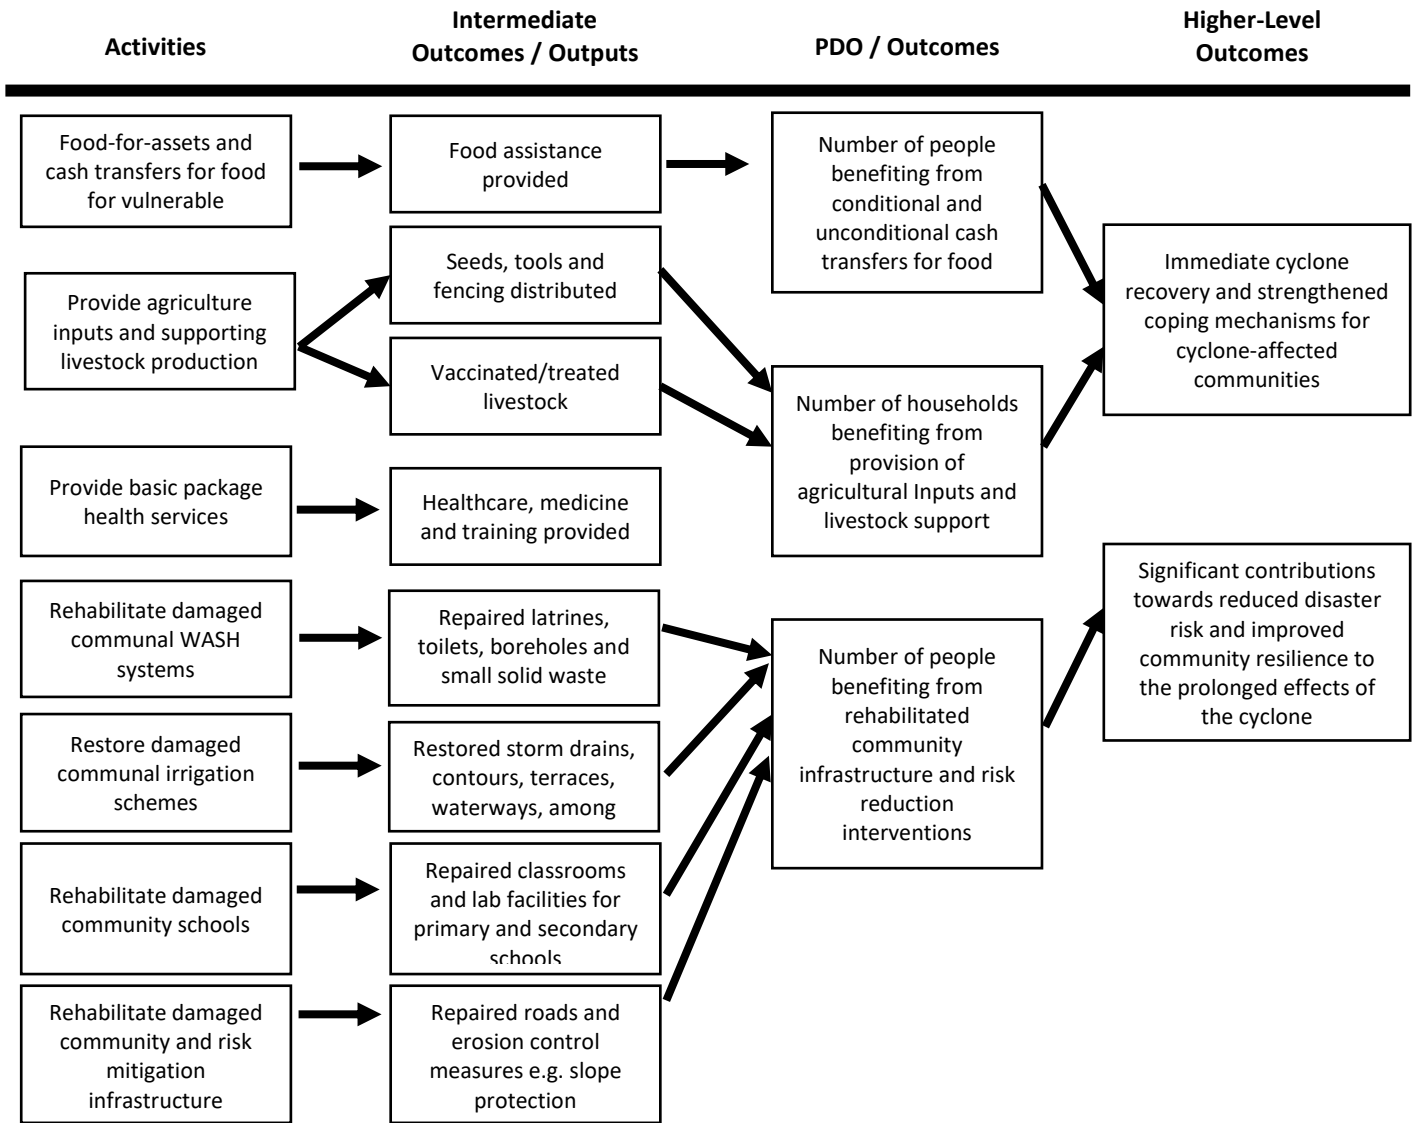 Activities
Intermediate
Outcomes / Outputs
PDO / Outcomes
Higher-Level
Outcomes
Food-for-assets and
cash transfers for food
for vulnerable
Provide agriculture
inputs and supporting
livestock production
Provide basic package
health services
Rehabilitate damaged
communal WASH
systems
Restore damaged
communal irrigation
schemes
Rehabilitate damaged
community schools
Rehabilitate damaged
community and risk
mitigation
infrastructure
Food assistance
provided
Seeds, tools and
fencing distributed
Vaccinated/treated
livestock
Healthcare, medicine
and training provided
Repaired latrines,
toilets, boreholes and
small solid waste
Restored storm drains,
contours, terraces,
waterways, among
Repaired classrooms
and lab facilities for
primary and secondary
schools
Repaired roads and
erosion control
measures e.g. slope
protection
Number of people
benefiting from
conditional and
unconditional cash
transfers for food
Number of households
benefiting from
provision of
agricultural Inputs and
livestock support
Number of people
benefiting from
rehabilitated
community
infrastructure and risk
reduction
interventions
Immediate cyclone
recovery and strengthened
coping mechanisms for
cyclone-affected
communities
Significant contributions
towards reduced disaster
risk and improved
community resilience to
the prolonged effects of
the cyclone